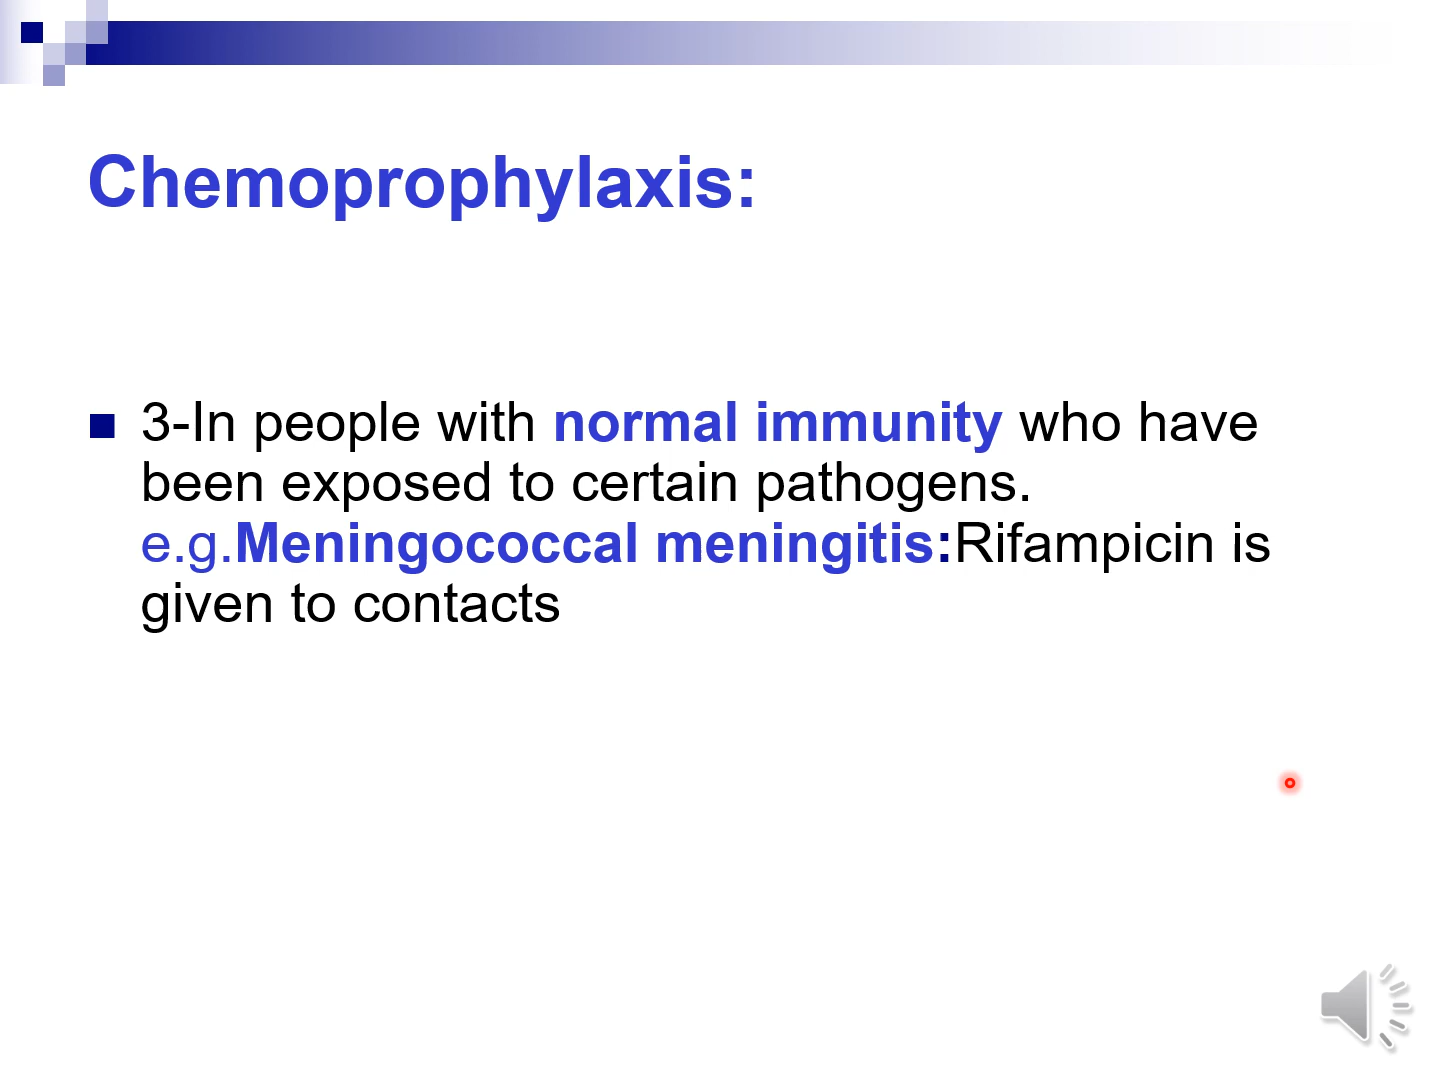 Chemoprophylaxis:
3-In people with normal immunity who have
been exposed to certain pathogens.
e.g.Meningococcal meningitis:Rifampicin is
given to contacts